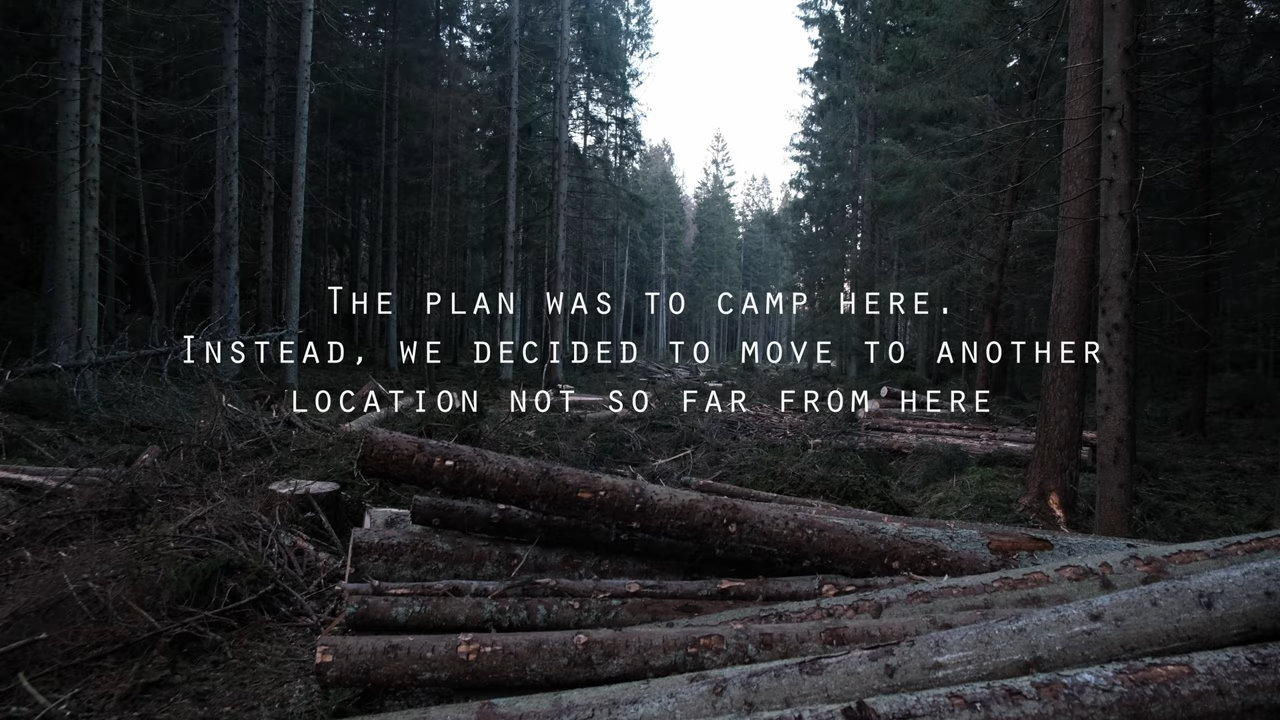 The plan was to camp here.
Instead, we decided to move to another
location not so far from here